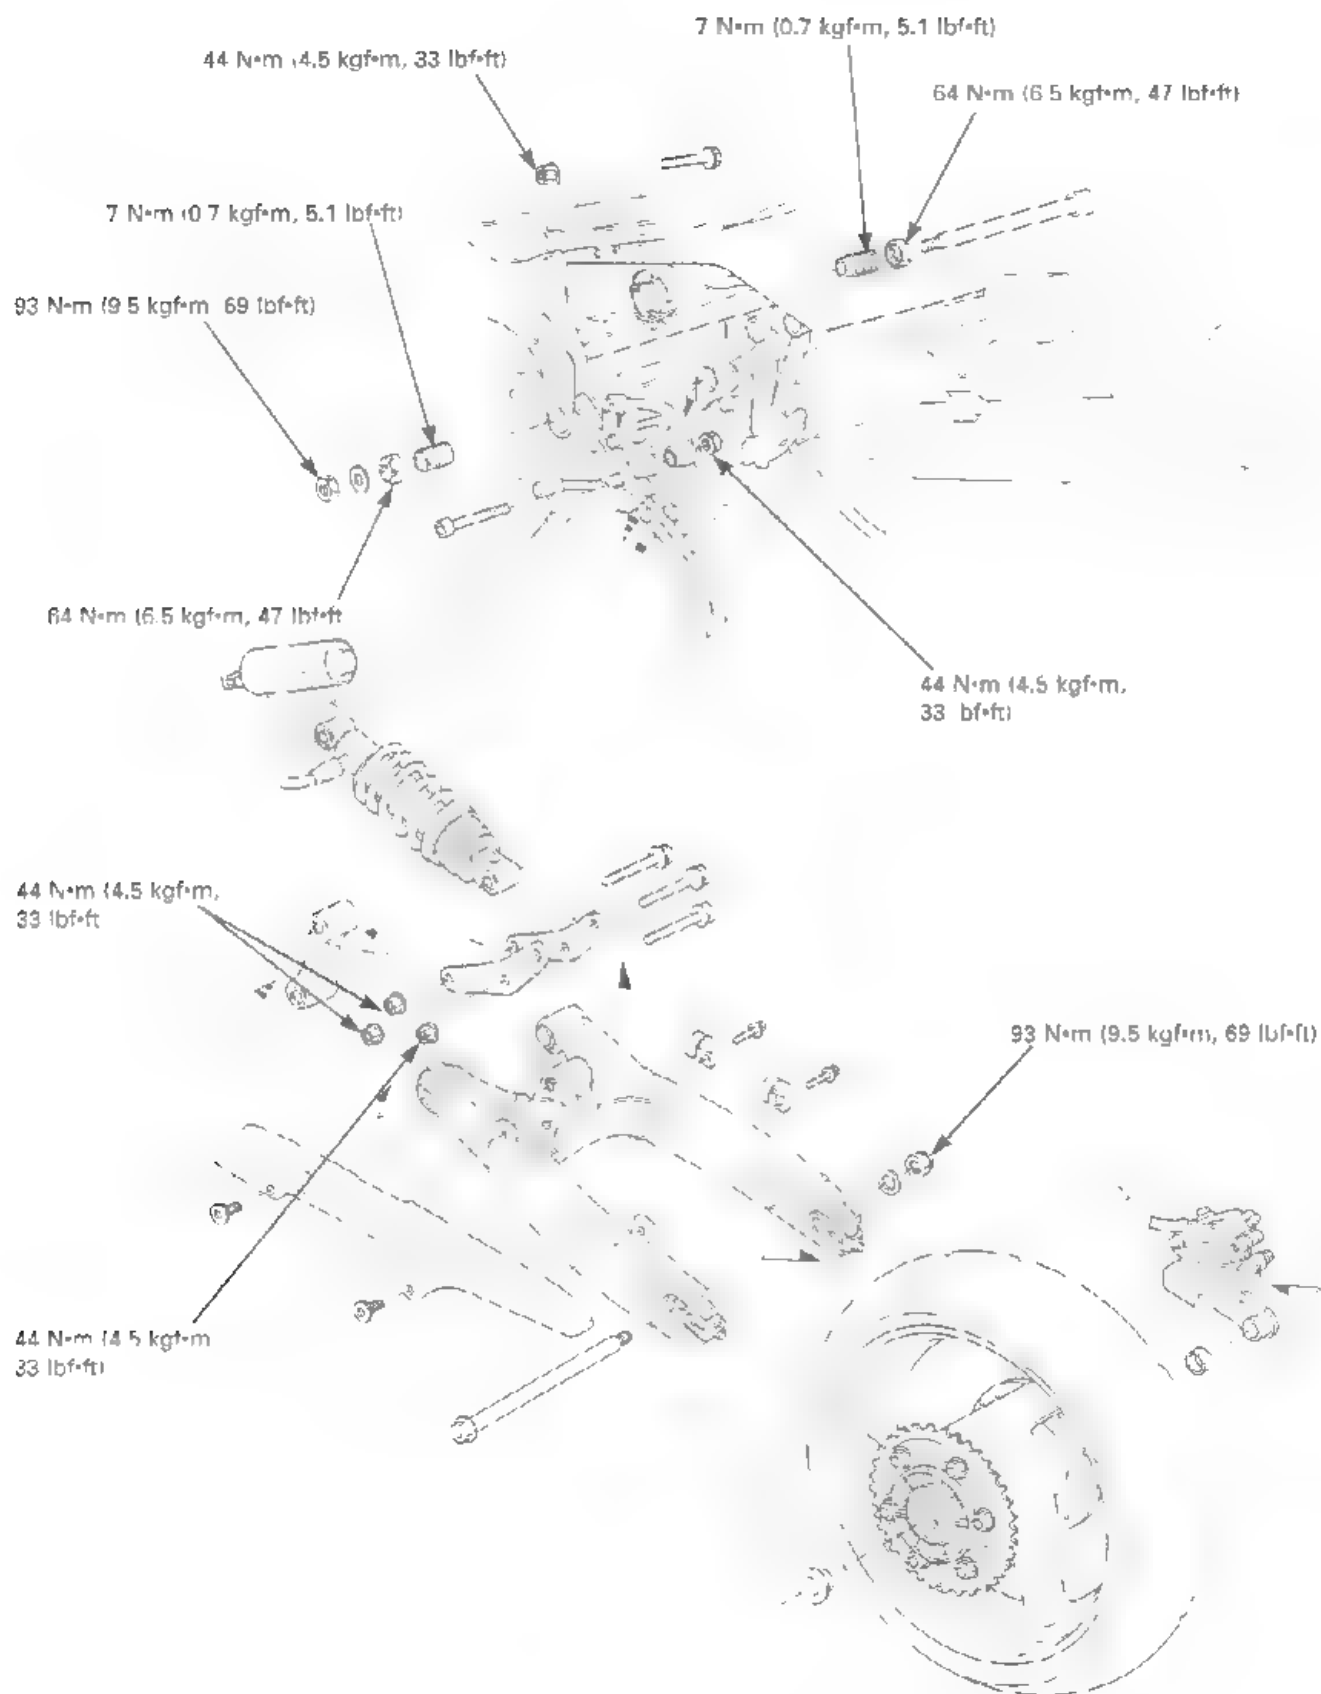 7 N•m (0.7 kgf•m, 5.1 lbf•ft)
44 N•m (4.5 kgf•m, 33 lbf•ft)
64 N•m (6 5 kgf•m, 47 lbf•ft)
7 N•m (0 7 kgf•m, 5.1 lbf•ft)
93 N•m (9 5 kgf•m 69 lbf•ft)
64 N•m (6.5 kgf•m, 47 lbf•ft
44 N•m (4.5 kgf•m,
33 bf•ft)
44 N•m (4.5 kgf•m,
33 lbf•ft
93 N•m (9.5 kgf•m, 69 lbf•ft)
44 N•m (4 5 kgf•m
33 lbf•ft)